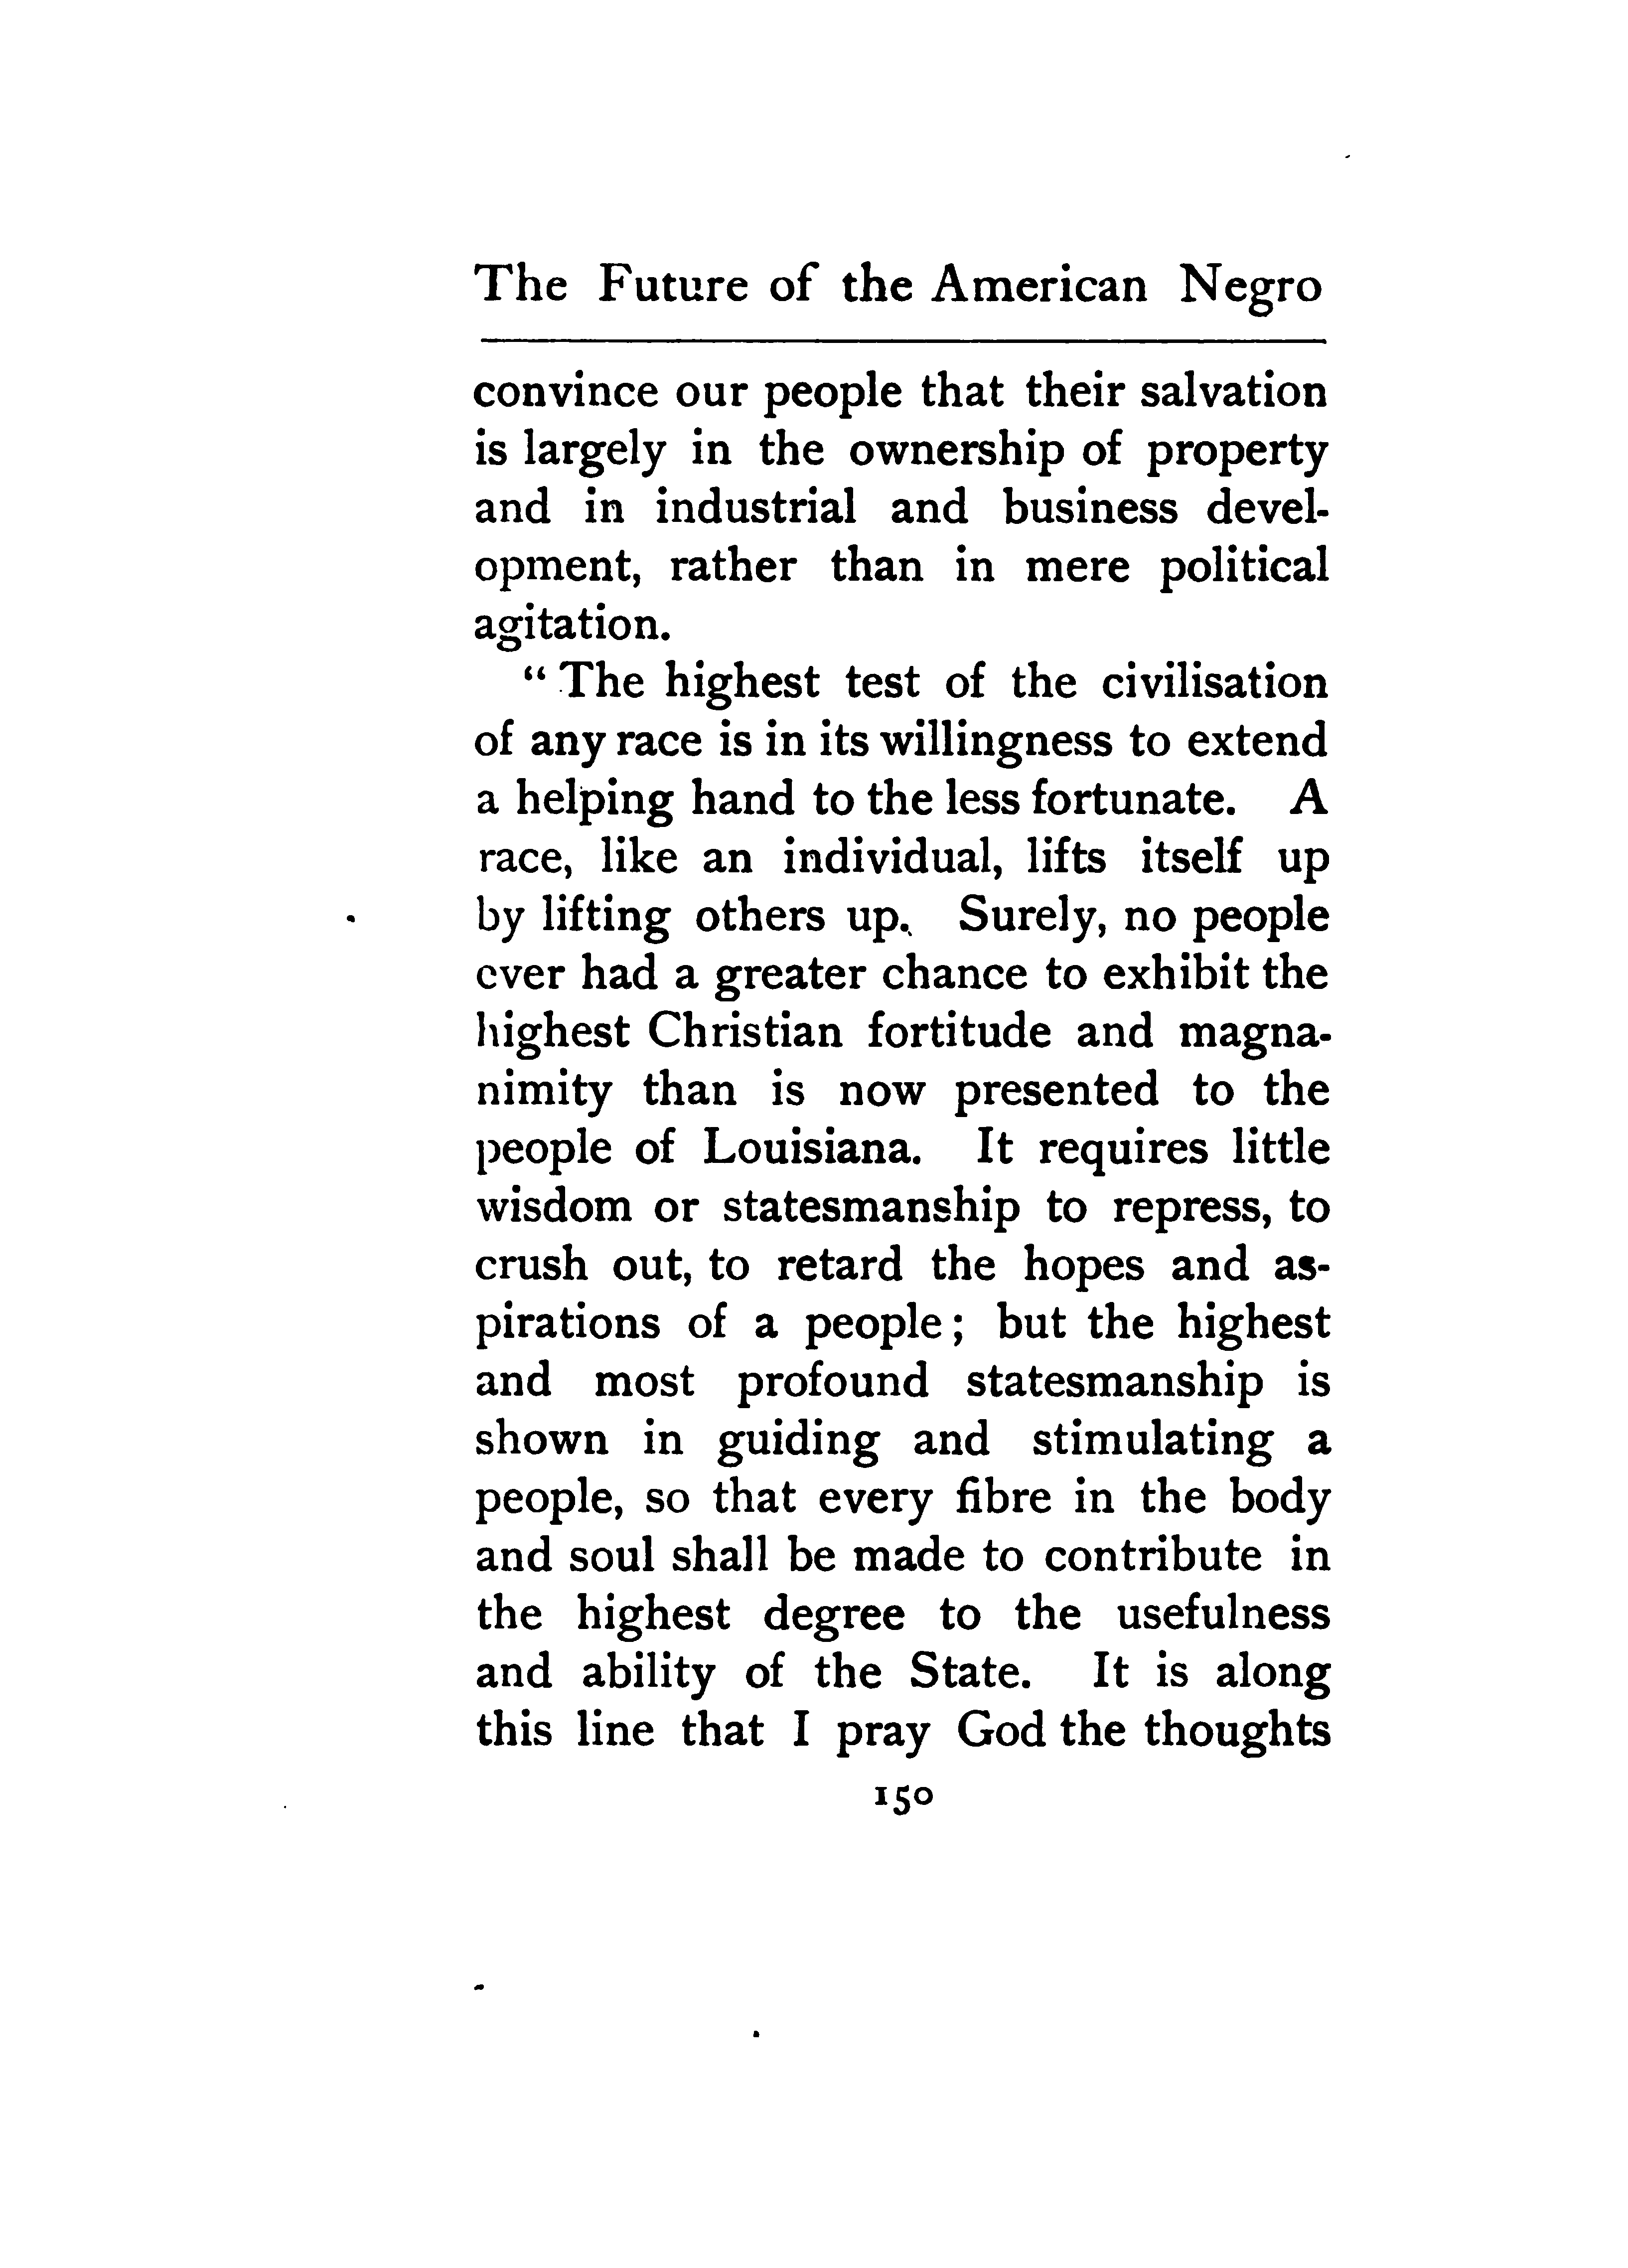 The Future of the American Negro
convince our people that their salvation
is largely in the ownership of property
and in industrial and business devel-
opment, rather than in mere political
agitation.
“ The highest test of the civilisation
of any race is in its willingness to extend
a helping hand to the less fortunate. A
race, like an individual, lifts itself up
by lifting others up. Surely, no people
ever had a greater chance to exhibit the
highest Christian fortitude and magna-
nimity than is now presented to the
people of Louisiana. It requires little
wisdom or statesmanship to repress, to
crush out, to retard the hopes and as-
pirations of a people; but the highest
and most profound statesmanship is
shown in guiding and stimulating a
people, so that every fibre in the body
and soul shall be made to contribute in
the highest degree to the usefulness
and ability of the State. It is along
this line that I pray God the thoughts
150